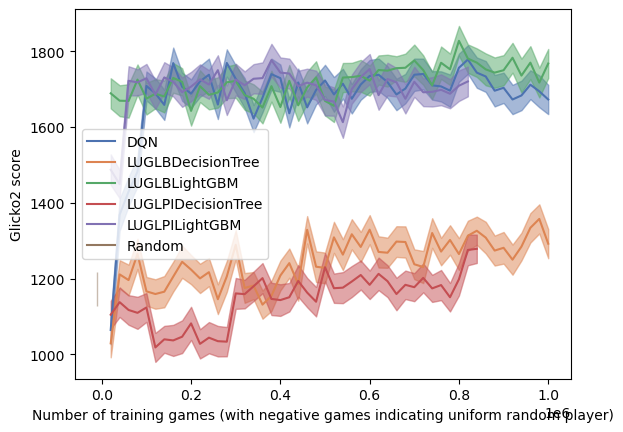 1800
1600
1400
1200
1000
Glicko2 score
DQN
LUGLBDecisionTree
LUGLBLightGBM
LUGLPIDecisionTree
LUGLPILightGBM
Random
0.0 0.2 0.4 0.6 0.8 1.0
1e6
Number of training games (with negative games indicating uniform random player)